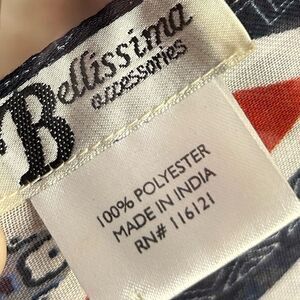 Bellissima
accessories
100% POLYESTER
MADE IN INDIA
RN# 116121